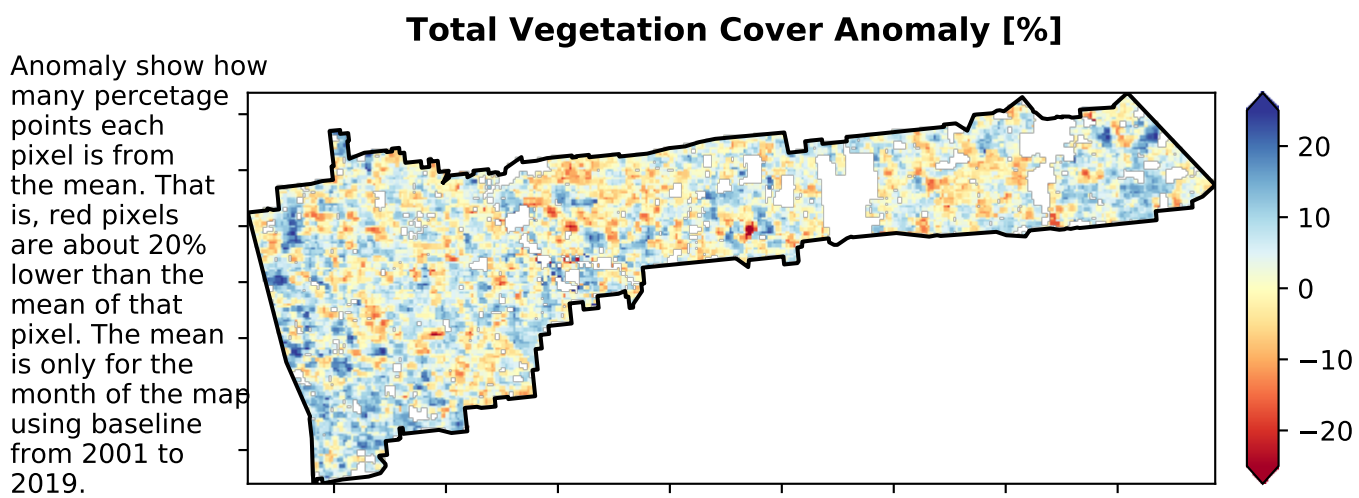 Total Vegetation Cover Anomaly [%]
Anomaly show how
many percetage
points each
pixel is from
the mean. That
is, red pixels
are about 20%
lower than the
mean of that
pixel. The mean
is only for the
month of the map
using baseline
from 2001 to
2019.
20
10
0
−10
−20